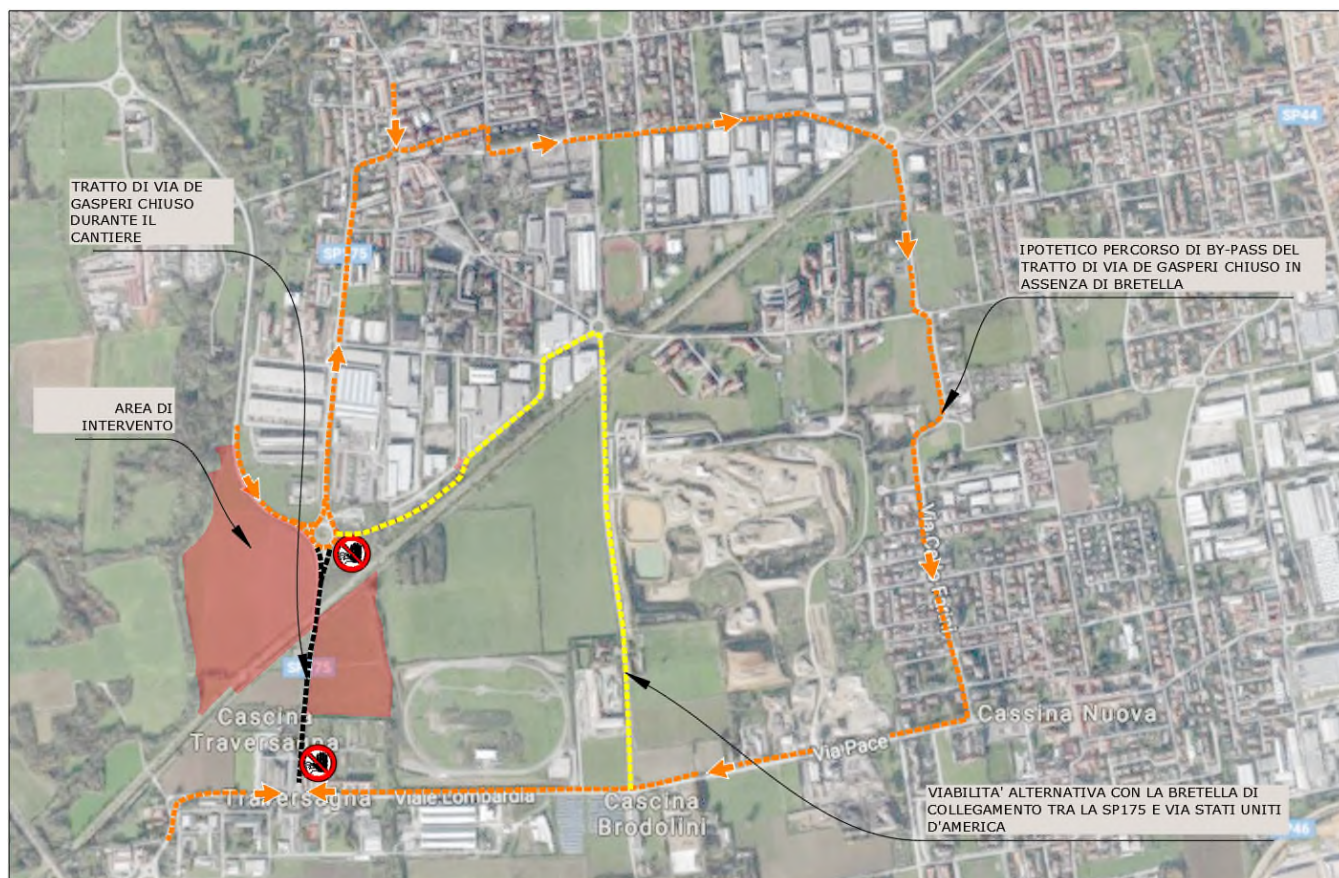 SP44
TRATTO DI VIA DE
GASPERI CHIUSO
DURANTE IL
CANTIERE
IPOTETICO PERCORSO DI BY-PASS DEL
TRATTO DI VIA DE GASPERI CHIUSO IN
ASSENZA DI BRETELLA
AREA DI
INTERVENTO
Cascina
Traversagna
Cassina Nuova
Via Pace
Traversagna
Viale Lombardia
Cascina
Brodolini
VIABILITA' ALTERNATIVA CON LA BRETELLA DI
COLLEGAMENTO TRA LA SP175 E VIA STATI UNITI
D'AMERICA